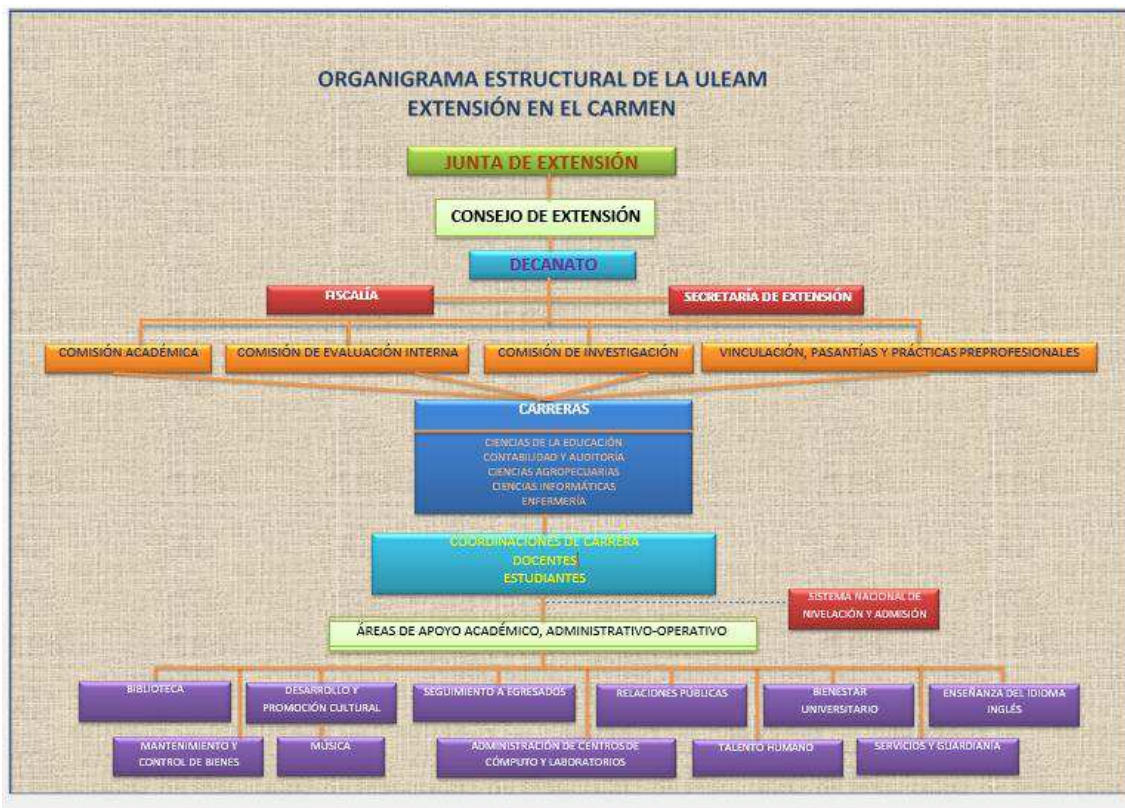 ORGANIGRAMA ESTRUCTURAL DE LA ULEAM
EXTENSIÓN EN EL CARMEN
JUNTA DE EXTENSIÓN
CONSEJO DE EXTENSIÓN
DECANATO
FISCALÍA
SECRETARÍA DE EXTENSIÓN
COMISIÓN ACADÉMICA
COMISIÓN DE EVALUACIÓN INTERNA
COMISIÓN DE INVESTIGACIÓN
VINCULACIÓN, PASANTÍAS Y PRÁCTICAS PREPROFESIONALES
CARRERAS
CIENCIAS DE LA EDUCACIÓN
CONTABILIDAD Y AUDITORÍA
CIENCIAS AGROPECUARIAS
CIENCIAS INFORMÁTICAS
ENFERMERÍA
COORDINACIONES DE CARRERA
DOCENTES
ESTUDIANTES
SISTEMA NACIONAL DE
NIVELACIÓN Y ADMISIÓN
ÁREAS DE APOYO ACADÉMICO, ADMINISTRATIVO-OPERATIVO
BIBLIOTECA
DESARROLLO Y
PROMOCIÓN CULTURAL
SEGUIMIENTO A EGRESADOS
RELACIONES PÚBLICAS
BIENESTAR
UNIVERSITARIO
ENSEÑANZA DEL IDIOMA
INGLÉS
MANTENIMIENTO Y
CONTROL DE BIENES
MÚSICA
ADMINISTRACIÓN DE CENTROS DE
CÓMPUTO Y LABORATORIOS
TALENTO HUMANO
SERVICIOS Y GUARDIANÍA